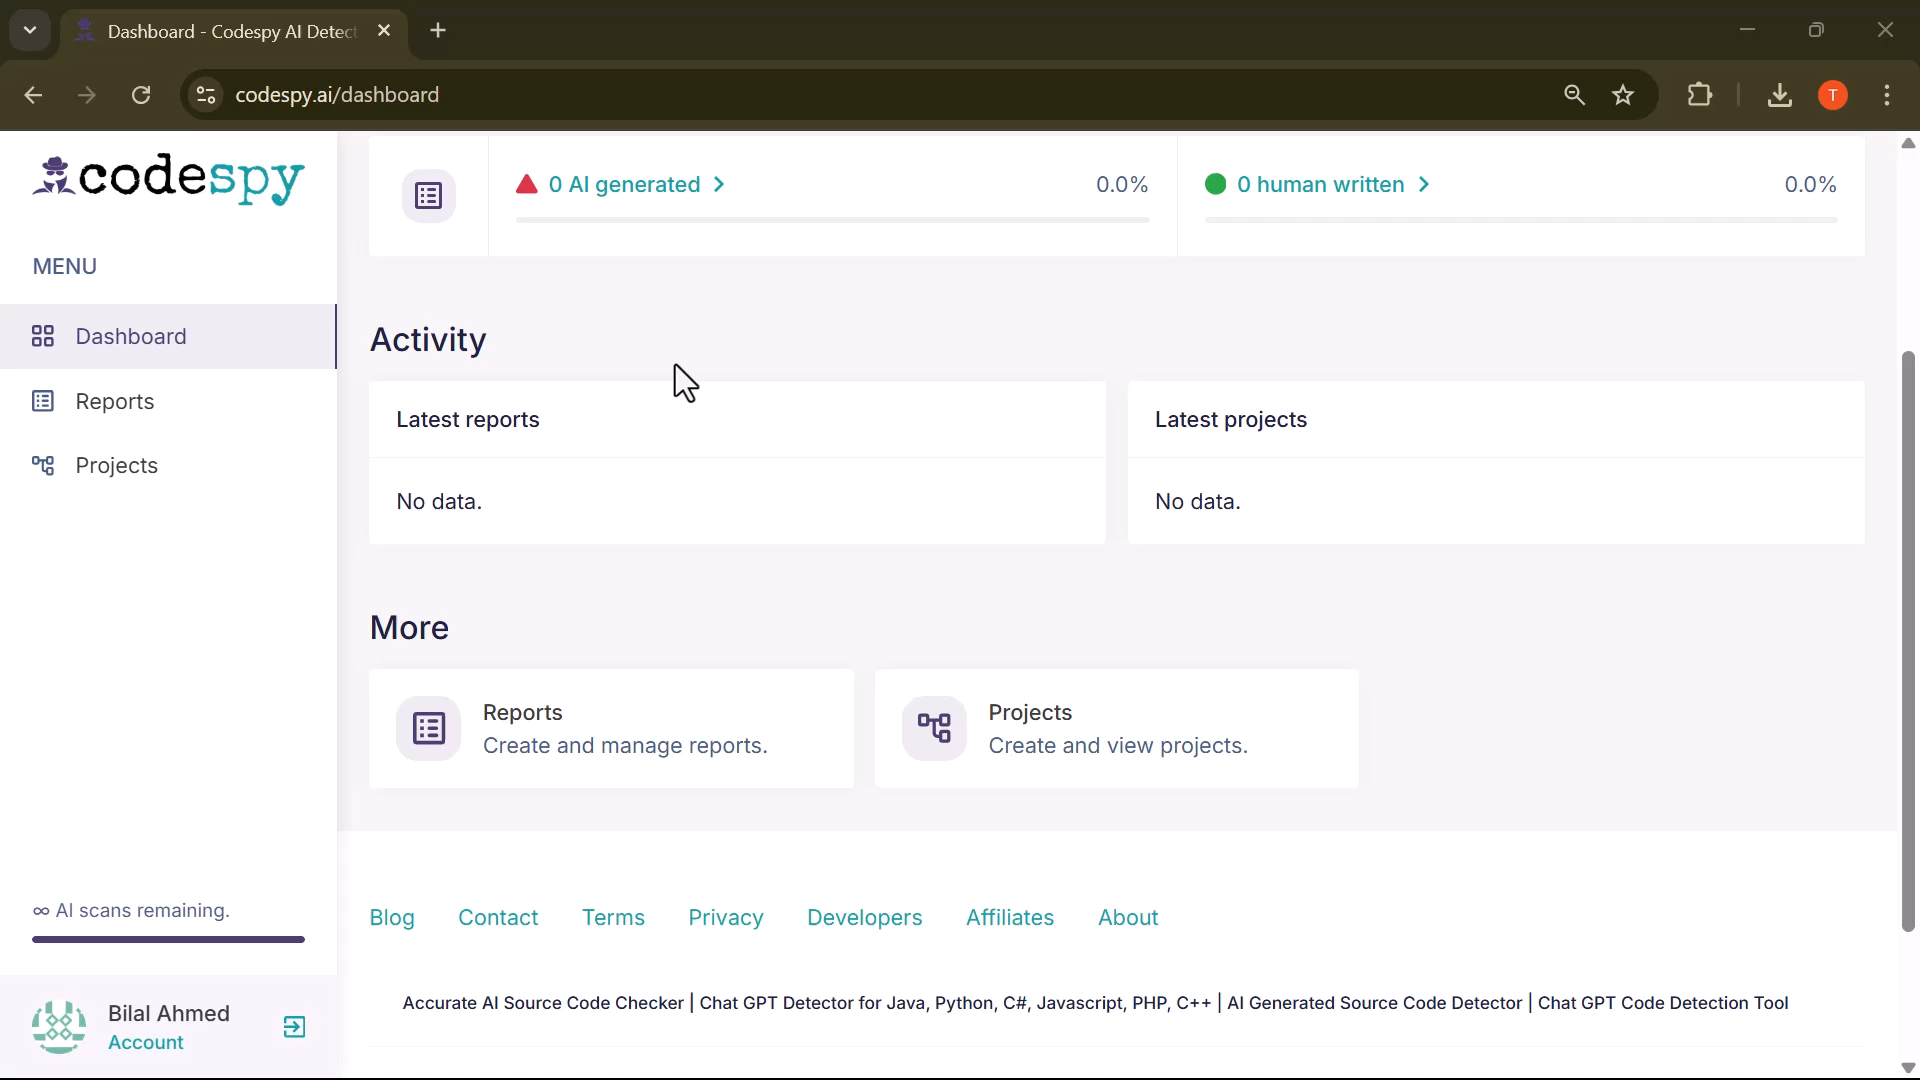 Dashboard - Codespy AI Detect
codespy.ai/dashboard
T
codespy
MENU
Dashboard
Reports
Projects
∞ AI scans remaining.
Bilal Ahmed
Account
0 AI generated
0.0%
0 human written
0.0%
Activity
Latest reports
No data.
Latest projects
No data.
More
Reports
Create and manage reports.
Projects
Create and view projects.
Blog Contact Terms Privacy Developers Affiliates About
Accurate AI Source Code Checker | Chat GPT Detector for Java, Python, C#, Javascript, PHP, C++ | AI Generated Source Code Detector | Chat GPT Code Detection Tool